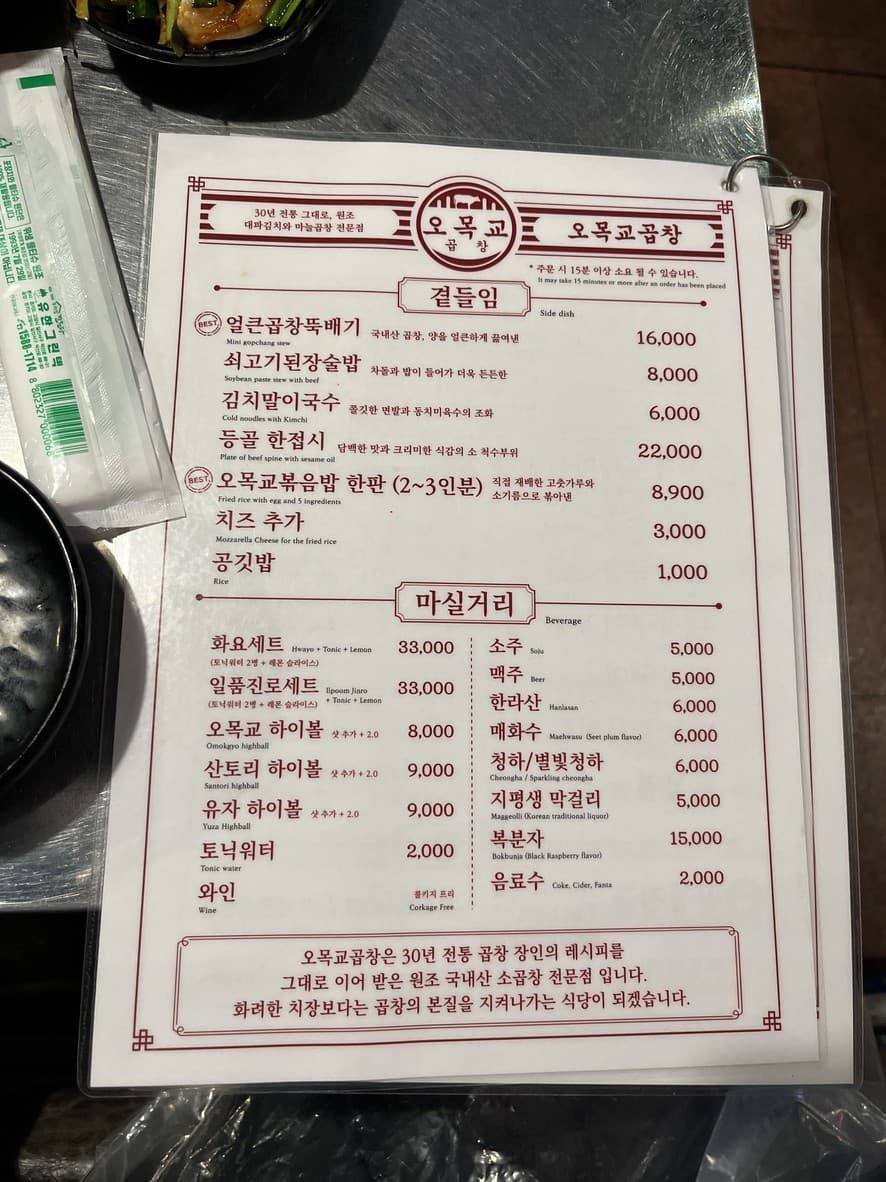 30년 전통 그대로, 원조
대파김치와 마늘곱창 전문점
오목교
곱창
오목교곱창
* 주문 시 15분 이상 소요 될 수 있습니다.
It may take 15 minutes or more after an order has been placed
곁들임
Side dish
BEST 얼큰곱창뚝배기 국내산 곱창, 양을 얼큰하게 끓여낸 16,000
Mini gopchang stew
쇠고기된장술밥 차돌과 밥이 들어가 더욱 든든한 8,000
Soybean paste stew with beef
김치말이국수 쫄깃한 면발과 동치미육수의 조화 6,000
Cold noodles with Kimchi
등골 한접시 담백한 맛과 크리미한 식감의 소 척수부위 22,000
Plate of beef spine with sesame oil
BEST 오목교볶음밥 한판 (2~3인분) 직접 재배한 고춧가루와
소기름으로 볶아낸 8,900
Fried rice with egg and 5 ingredients
치즈 추가 3,000
Mozzarella Cheese for the fried rice
공깃밥 1,000
Rice
마실거리
Beverage
화요세트 Hwayo + Tonic + Lemon 33,000
(토닉워터 2병 + 레몬 슬라이스)
일품진로세트 Ilpoom Jinro
+ Tonic + Lemon 33,000
(토닉워터 2병 + 레몬 슬라이스)
오목교 하이볼 샷 추가 + 2.0 8,000
Omokgyo highball
산토리 하이볼 샷 추가 + 2.0 9,000
Santori highball
유자 하이볼 샷 추가 + 2.0 9,000
Yuza Highball
토닉워터 2,000
Tonic water
와인 콜키지 프리
Wine Corkage Free
소주 Soju 5,000
맥주 Beer 5,000
한라산 Hanlasan 6,000
매화수 Maehwasu (Seet plum flavor) 6,000
청하/별빛청하 6,000
Cheongha / Sparkling cheongha
지평생 막걸리 5,000
Maggeolli (Korean traditional liquor)
복분자 15,000
Bokbunja (Black Raspberry flavor)
음료수 Coke, Cider, Fanta 2,000
오목교곱창은 30년 전통 곱창 장인의 레시피를
그대로 이어 받은 원조 국내산 소곱창 전문점 입니다.
화려한 치장보다는 곱창의 본질을 지켜나가는 식당이 되겠습니다.
유한그린텍
1588-1714
8 802327 000068